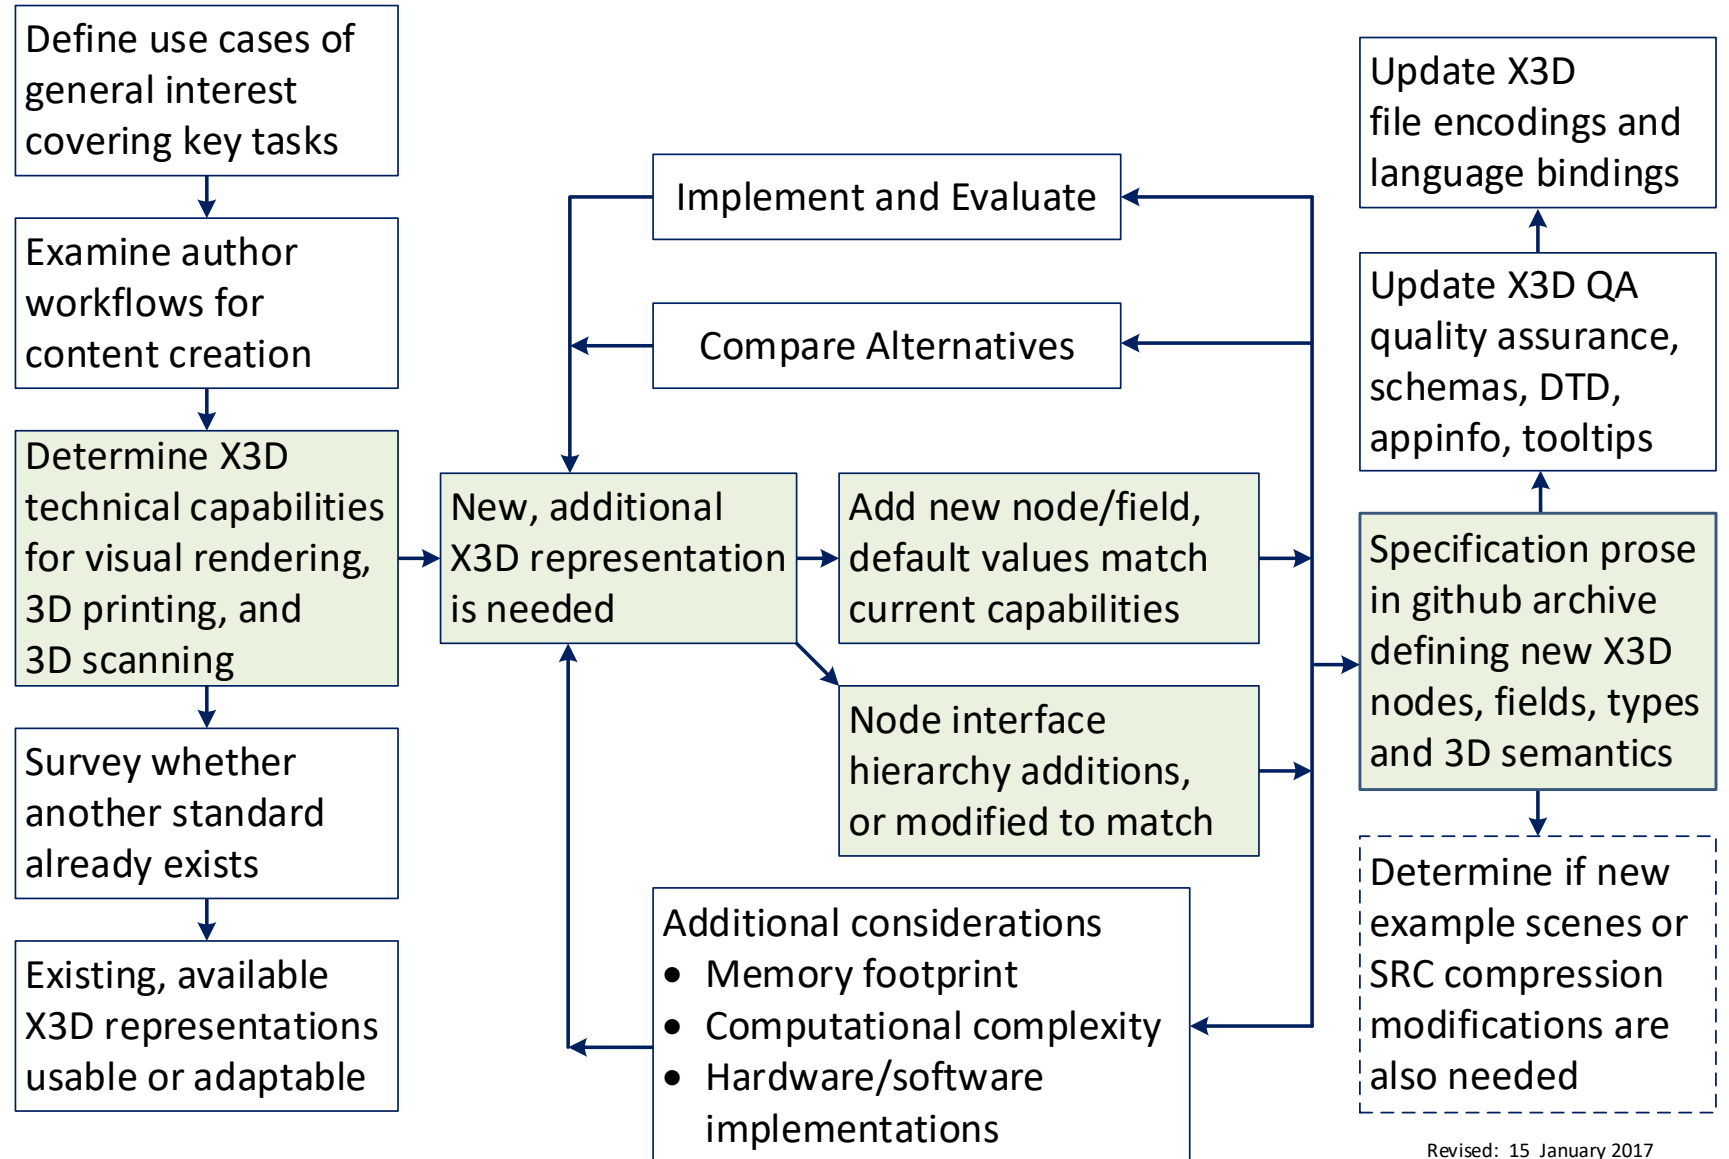 Define use cases of
general interest
covering key tasks
Examine author
workflows for
content creation
Determine X3D
technical capabilities
for visual rendering,
3D printing, and
3D scanning
Survey whether
another standard
already exists
Existing, available
X3D representations
usable or adaptable
Implement and Evaluate
Compare Alternatives
New, additional
X3D representation
is needed
Add new node/field,
default values match
current capabilities
Node interface
hierarchy additions,
or modified to match
Additional considerations
• Memory footprint
• Computational complexity
• Hardware/software
implementations
Update X3D
file encodings and
language bindings
Update X3D QA
quality assurance,
schemas, DTD,
appinfo, tooltips
Specification prose
in github archive
defining new X3D
nodes, fields, types
and 3D semantics
Determine if new
example scenes or
SRC compression
modifications are
also needed
Revised: 15 January 2017